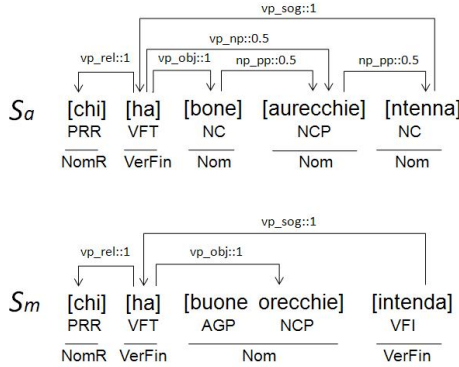 vp_sog::1
vp_np::0.5
vp_rel::1 vp_obj::1 np_pp::0.5 np_pp::0.5
Sa [chi] [ha] [bone] [aurecchie] [ntenna]
PRR VFT NC NCP NC
NomR VerFin Nom Nom Nom
vp_sog::1
vp_rel::1 vp_obj::1
Sm [chi] [ha] [buone orecchie] [intenda]
PRR VFT AGP NCP VFI
NomR VerFin Nom VerFin